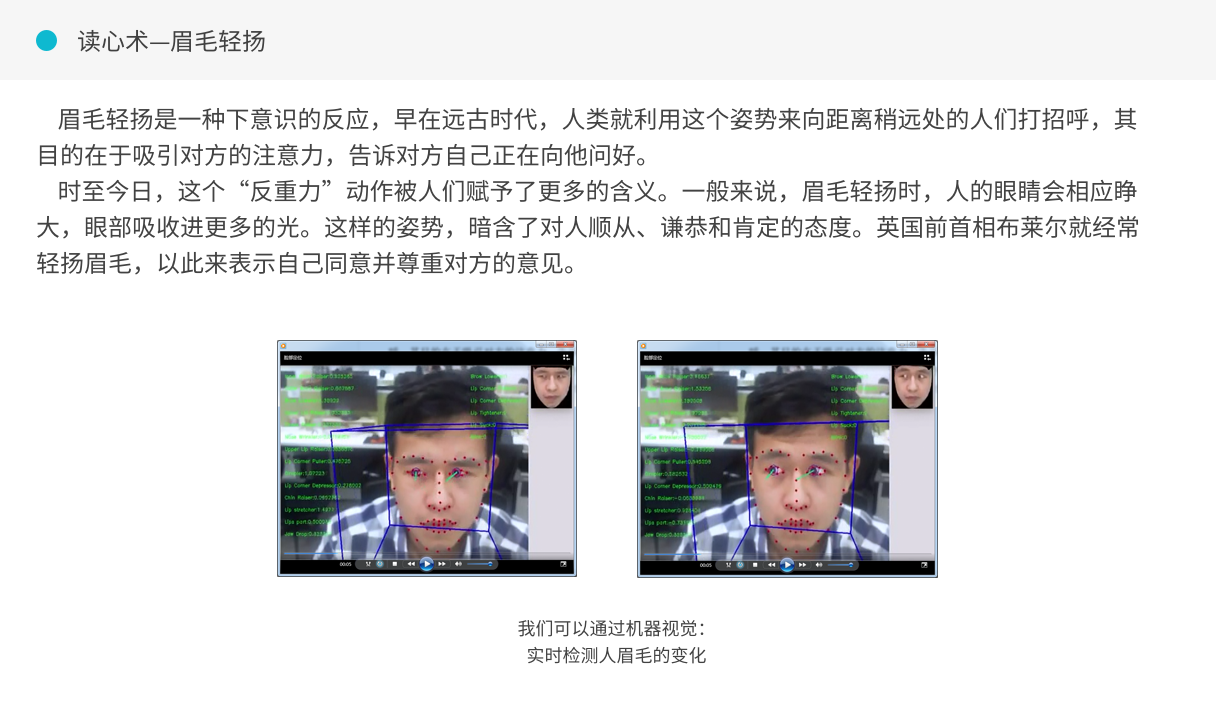 读心术—眉毛轻扬
眉毛轻扬是一种下意识的反应，早在远古时代，人类就利用这个姿势来向距离稍远处的人们打招呼，其
目的在于吸引对方的注意力，告诉对方自己正在向他问好。
时至今日，这个“反重力”动作被人们赋予了更多的含义。一般来说，眉毛轻扬时，人的眼睛会相应睁
大，眼部吸收进更多的光。这样的姿势，暗含了对人顺从、谦恭和肯定的态度。英国前首相布莱尔就经常
轻扬眉毛，以此来表示自己同意并尊重对方的意见。
00:05
00:05
我们可以通过机器视觉：
实时检测人眉毛的变化